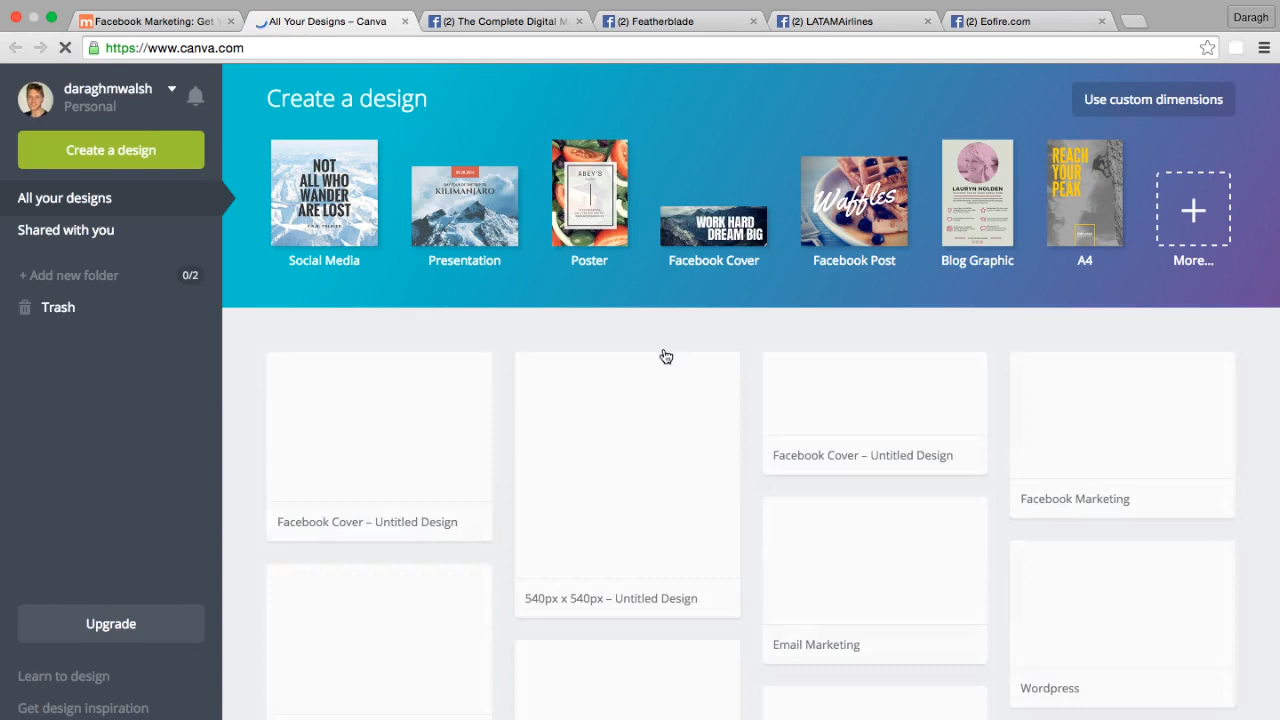 Facebook Marketing: Get Y
All Your Designs – Canva
(2) The Complete Digital M
(2) Featherblade
(2) LATAMAirlines
(2) Eofire.com
Daragh
https://www.canva.com
daraghmwalsh
Personal
Create a design
All your designs
Shared with you
+ Add new folder
0/2
Trash
Upgrade
Learn to design
Get design inspiration
Create a design
Use custom dimensions
NOT
ALL WHO
WANDER
ARE LOST
Social Media
KILIMANJARO
Presentation
ABEY'S
Poster
WORK HARD
DREAM BIG
Facebook Cover
Waffles
Facebook Post
LAURYN HOLDEN
Blog Graphic
REACH
YOUR
PEAK
A4
More...
Facebook Cover – Untitled Design
540px x 540px – Untitled Design
Facebook Cover – Untitled Design
Facebook Marketing
Email Marketing
Wordpress